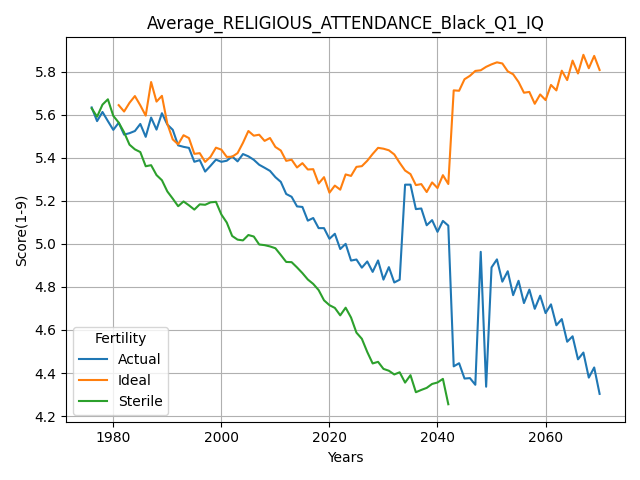 Average_RELIGIOUS_ATTENDANCE_Black_Q1_IQ
Score(1-9)
5.8
5.6
5.4
5.2
5.0
4.8
4.6
4.4
4.2
Fertility
Actual
Ideal
Sterile
1980 2000 2020 2040 2060
Years